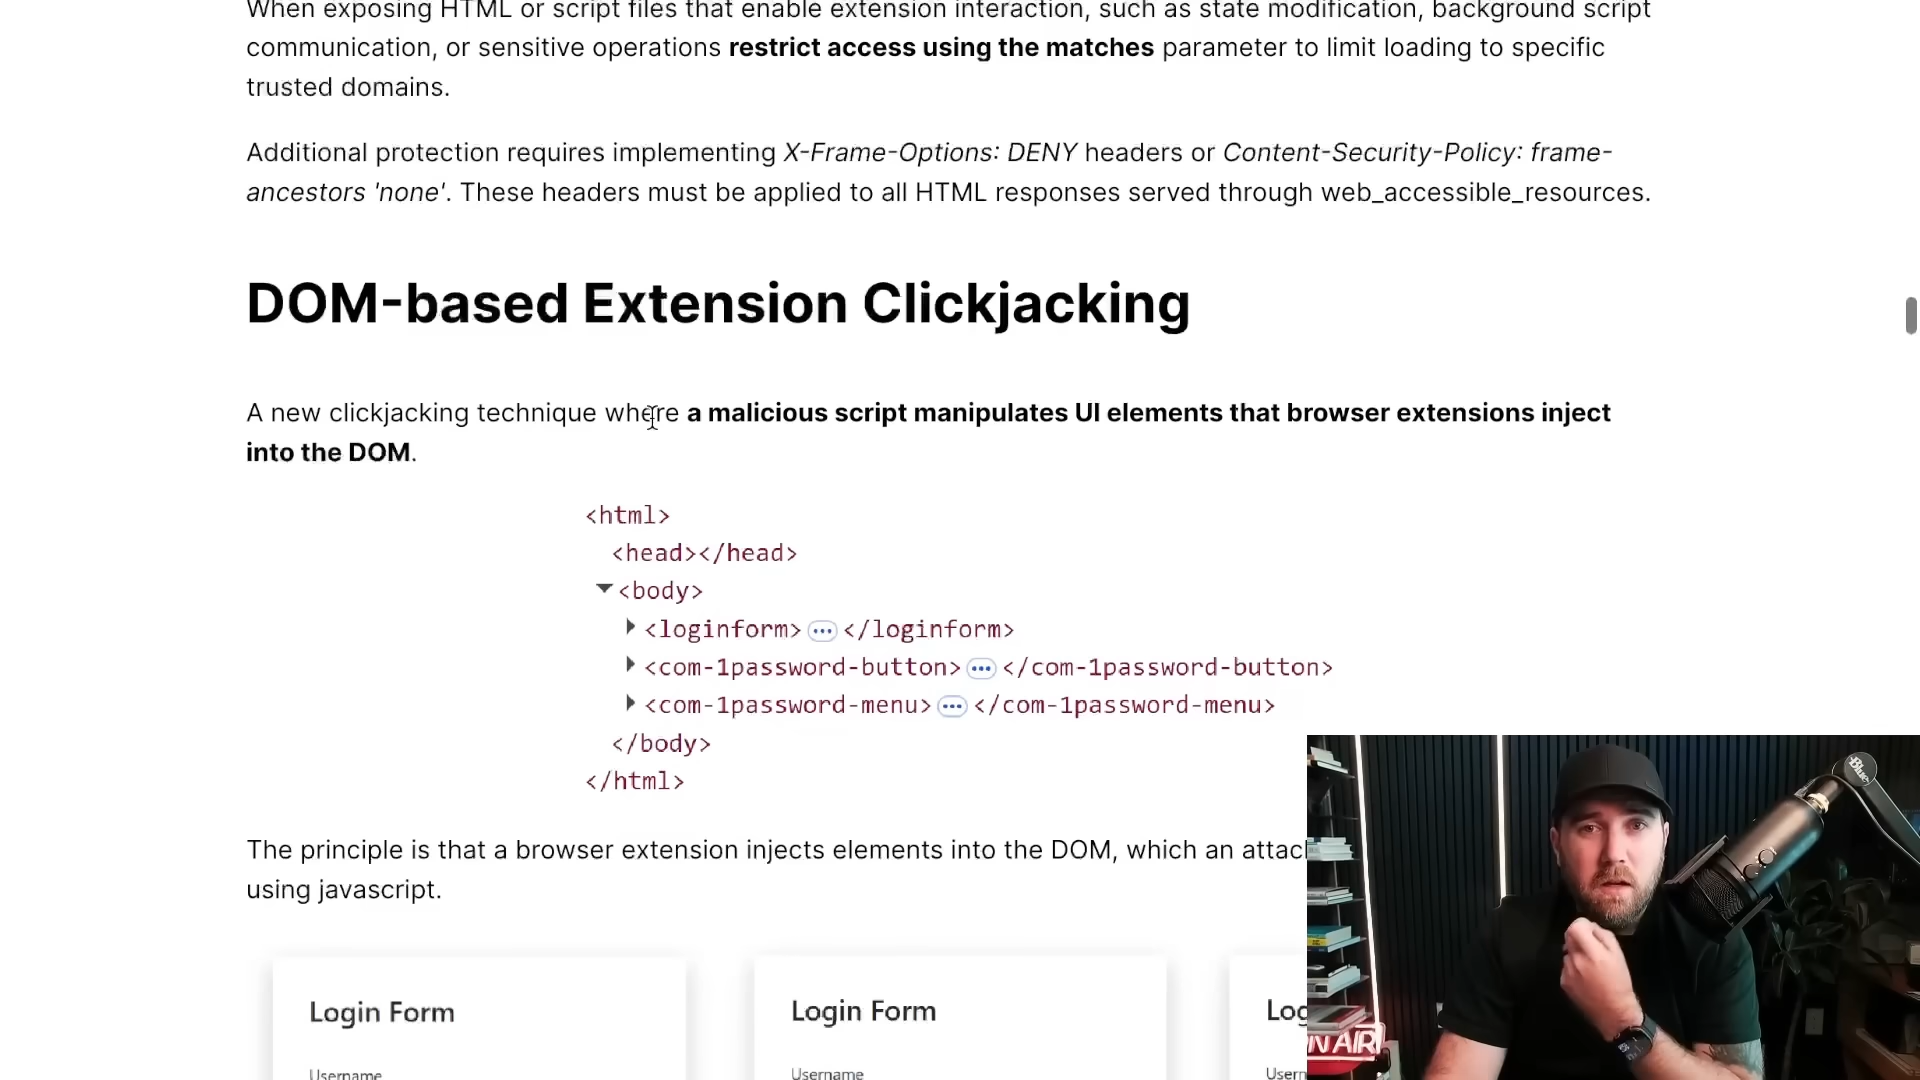 When exposing HTML or script files that enable extension interaction, such as state modification, background script
communication, or sensitive operations restrict access using the matches parameter to limit loading to specific
trusted domains.
Additional protection requires implementing X-Frame-Options: DENY headers or Content-Security-Policy: frame-
ancestors 'none'. These headers must be applied to all HTML responses served through web_accessible_resources.
DOM-based Extension Clickjacking
A new clickjacking technique where a malicious script manipulates UI elements that browser extensions inject
into the DOM.
<html>
<head></head>
<body>
<loginform> ... </loginform>
<com-1password-button> ... </com-1password-button>
<com-1password-menu> ... </com-1password-menu>
</body>
</html>
The principle is that a browser extension injects elements into the DOM, which an attac
using javascript.
Login Form
Login Form
Log
Username
Username
Usern
Blue
N AIR